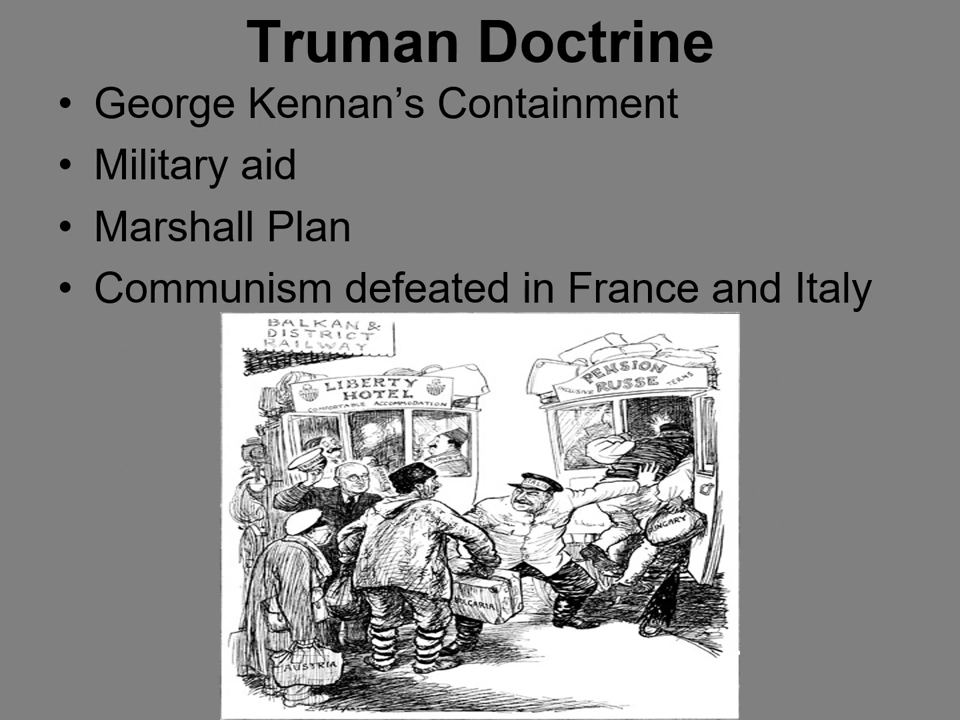 Truman Doctrine
• George Kennan’s Containment
• Military aid
• Marshall Plan
• Communism defeated in France and Italy
BALKAN &
DISTRICT
RAILWAY
LIBERTY
HOTEL
COMFORTABLE ACCOMMODATION
PENSION
RUSSE
TERMS
HUNGARY
AUSTRIA